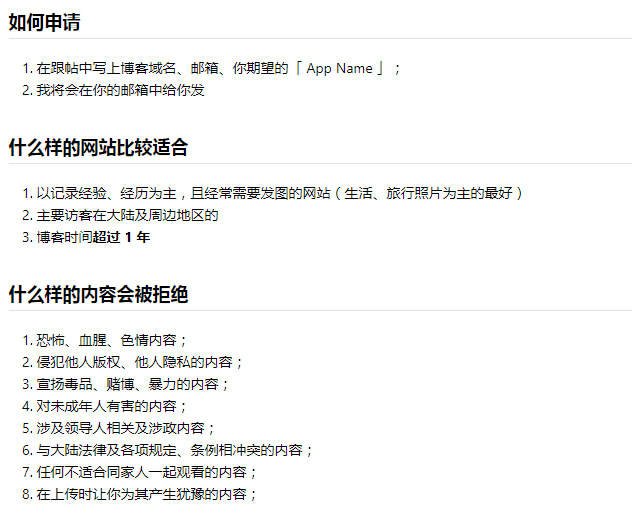 如何申请
1. 在跟帖中写上博客域名、邮箱、你期望的「 App Name 」；
2. 我将会在你的邮箱中给你发
什么样的网站比较适合
1. 以记录经验、经历为主，且经常需要发图的网站（生活、旅行照片为主的最好）
2. 主要访客在大陆及周边地区的
3. 博客时间超过 1 年
什么样的内容会被拒绝
1. 恐怖、血腥、色情内容；
2. 侵犯他人版权、他人隐私的内容；
3. 宣扬毒品、赌博、暴力的内容；
4. 对未成年人有害的内容；
5. 涉及领导人相关及涉政内容；
6. 与大陆法律及各项规定、条例相冲突的内容；
7. 任何不适合同家人一起观看的内容；
8. 在上传时让你为其产生犹豫的内容；